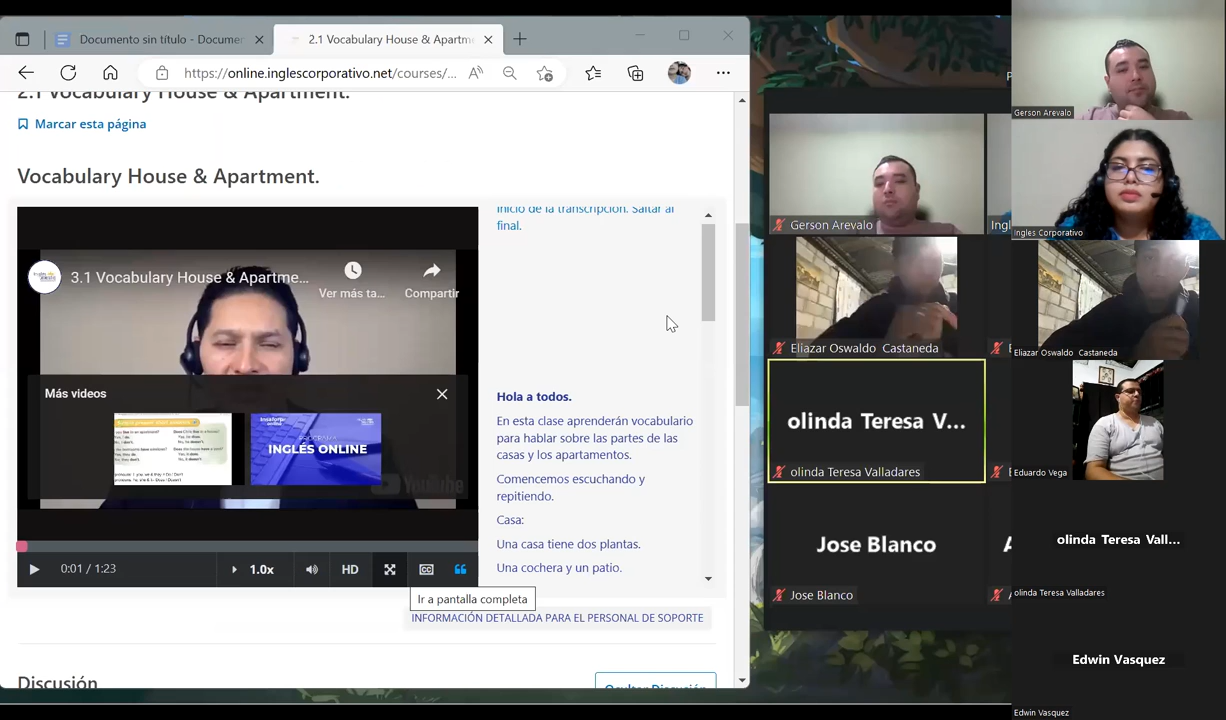 Documento sin título - Documen
2.1 Vocabulary House & Apartm
https://online.inglescorporativo.net/courses/...
2.1 Vocabulary House & Apartment.
Marcar esta página
Vocabulary House & Apartment.
3.1 Vocabulary House & Apartme...
Ver más ta...
Compartir
Más videos
INGLÉS ONLINE
YouTube
0:01 / 1:23
1.0x
HD
Ir a pantalla completa
Inicio de la transcripción. Saltar al
final.
Hola a todos.
En esta clase aprenderán vocabulario
para hablar sobre las partes de las
casas y los apartamentos.
Comencemos escuchando y
repitiendo.
Casa:
Una casa tiene dos plantas.
Una cochera y un patio.
INFORMACIÓN DETALLADA PARA EL PERSONAL DE SOPORTE
Discusión
Ocultar Discusión
Gerson Arevalo
Ingl
Eliazar Oswaldo Castaneda
olinda Teresa V...
olinda Teresa Valladares
Jose Blanco
Jose Blanco
Gerson Arevalo
Ingles Corporativo
Eliazar Oswaldo Castaneda
Eduardo Vega
olinda Teresa Vall...
olinda Teresa Valladares
Edwin Vasquez
Edwin Vasquez